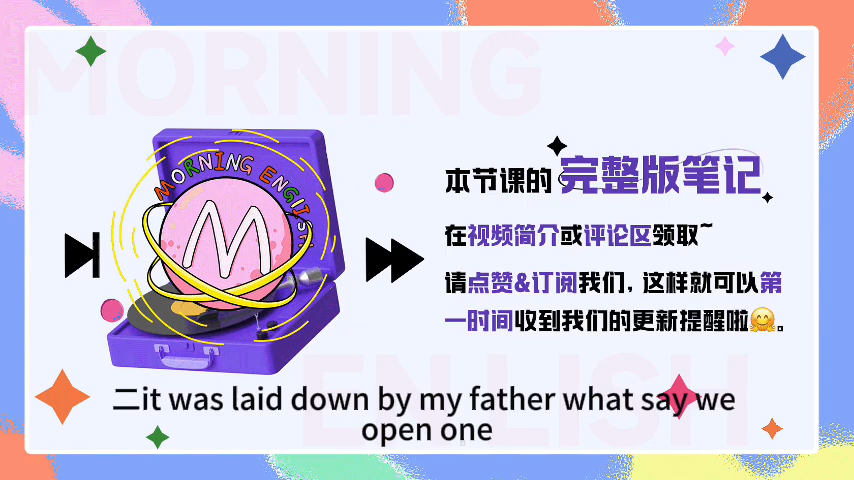 MORNING
MORNING ENGLISH
M
本节课的 完整版笔记
在视频简介或评论区领取~
请点赞&订阅我们, 这样就可以第
一时间收到我们的更新提醒啦🤗。
ENGLISH
二it was laid down by my father what say we
open one